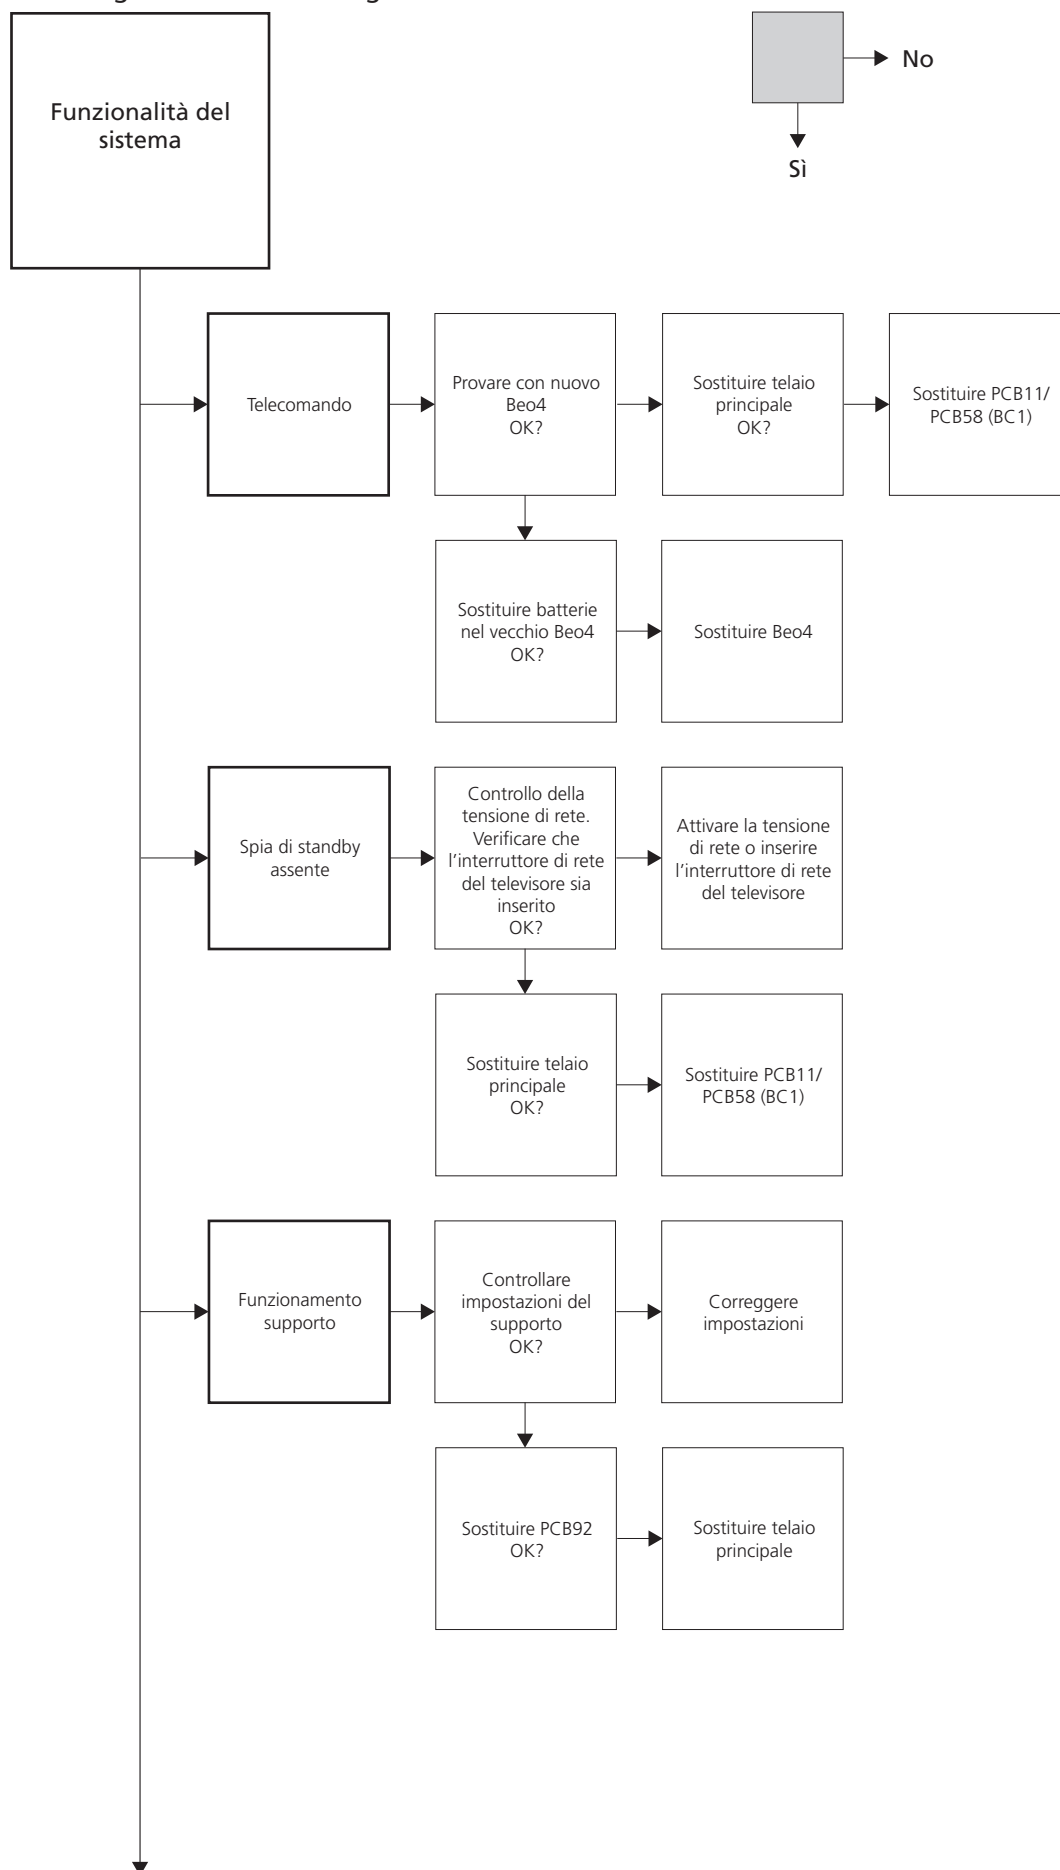 Funzionalità del
sistema
No
Sì
Telecomando
Provare con nuovo
Beo4
OK?
Sostituire telaio
principale
OK?
Sostituire PCB11/
PCB58 (BC1)
Sostituire batterie
nel vecchio Beo4
OK?
Sostituire Beo4
Spia di standby
assente
Controllo della
tensione di rete.
Verificare che
l’interruttore di rete
del televisore sia
inserito
OK?
Attivare la tensione
di rete o inserire
l’interruttore di rete
del televisore
Sostituire telaio
principale
OK?
Sostituire PCB11/
PCB58 (BC1)
Funzionamento
supporto
Controllare
impostazioni del
supporto
OK?
Correggere
impostazioni
Sostituire PCB92
OK?
Sostituire telaio
principale